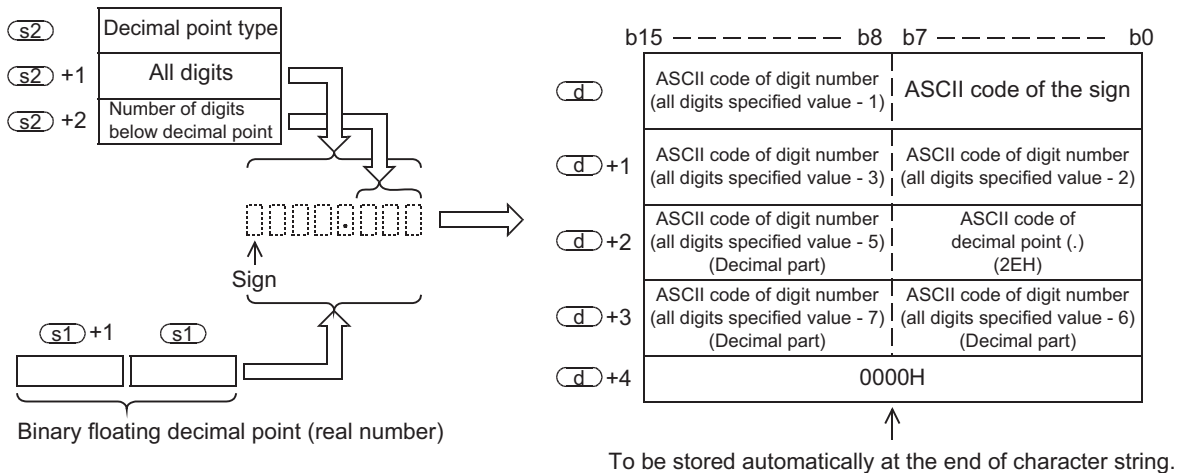 s2 Decimal point type
s2 +1 All digits
s2 +2 Number of digits
below decimal point
.
Sign
s1 +1 s1
Binary floating decimal point (real number)
b15 b8 b7 b0
d
ASCII code of digit number
(all digits specified value - 1)
ASCII code of the sign
d +1
ASCII code of digit number
(all digits specified value - 3)
ASCII code of digit number
(all digits specified value - 2)
d +2
ASCII code of digit number
(all digits specified value - 5)
(Decimal part)
ASCII code of
decimal point (.)
(2EH)
d +3
ASCII code of digit number
(all digits specified value - 7)
(Decimal part)
ASCII code of digit number
(all digits specified value - 6)
(Decimal part)
d +4
0000H
To be stored automatically at the end of character string.